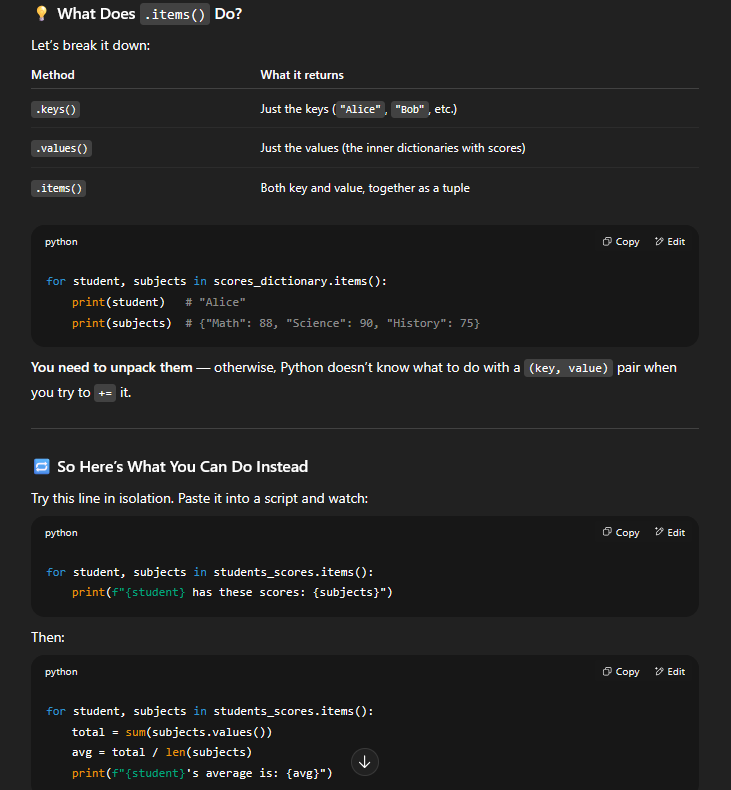 💡 What Does .items() Do?
Let’s break it down:
Method What it returns
.keys() Just the keys ("Alice", "Bob", etc.)
.values() Just the values (the inner dictionaries with scores)
.items() Both key and value, together as a tuple
python Copy Edit
for student, subjects in scores_dictionary.items():
    print(student)   # "Alice"
    print(subjects)  # {"Math": 88, "Science": 90, "History": 75}
You need to unpack them — otherwise, Python doesn’t know what to do with a (key, value) pair when
you try to += it.
🔁 So Here’s What You Can Do Instead
Try this line in isolation. Paste it into a script and watch:
python Copy Edit
for student, subjects in students_scores.items():
    print(f"{student} has these scores: {subjects}")
Then:
python Copy Edit
for student, subjects in students_scores.items():
    total = sum(subjects.values())
    avg = total / len(subjects)
    print(f"{student}'s average is: {avg}")